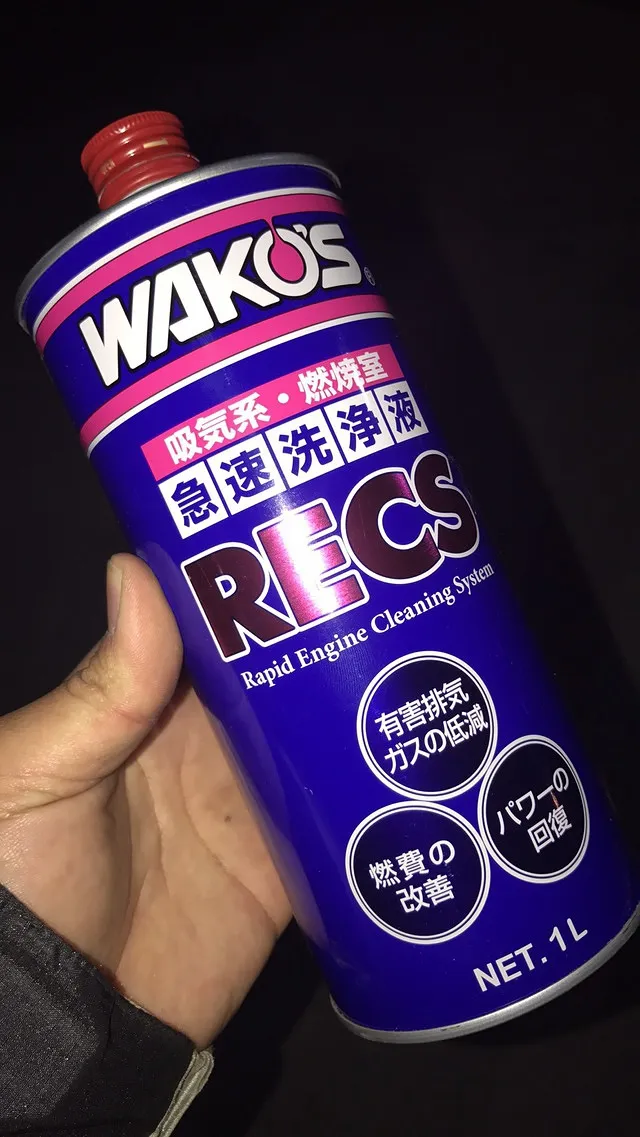 WAKO'S®
吸気系・燃焼室
急速洗浄液
RECS
Rapid Engine Cleaning System
有害排気
ガスの低減
パワーの
回復
燃費の
改善
NET. 1L